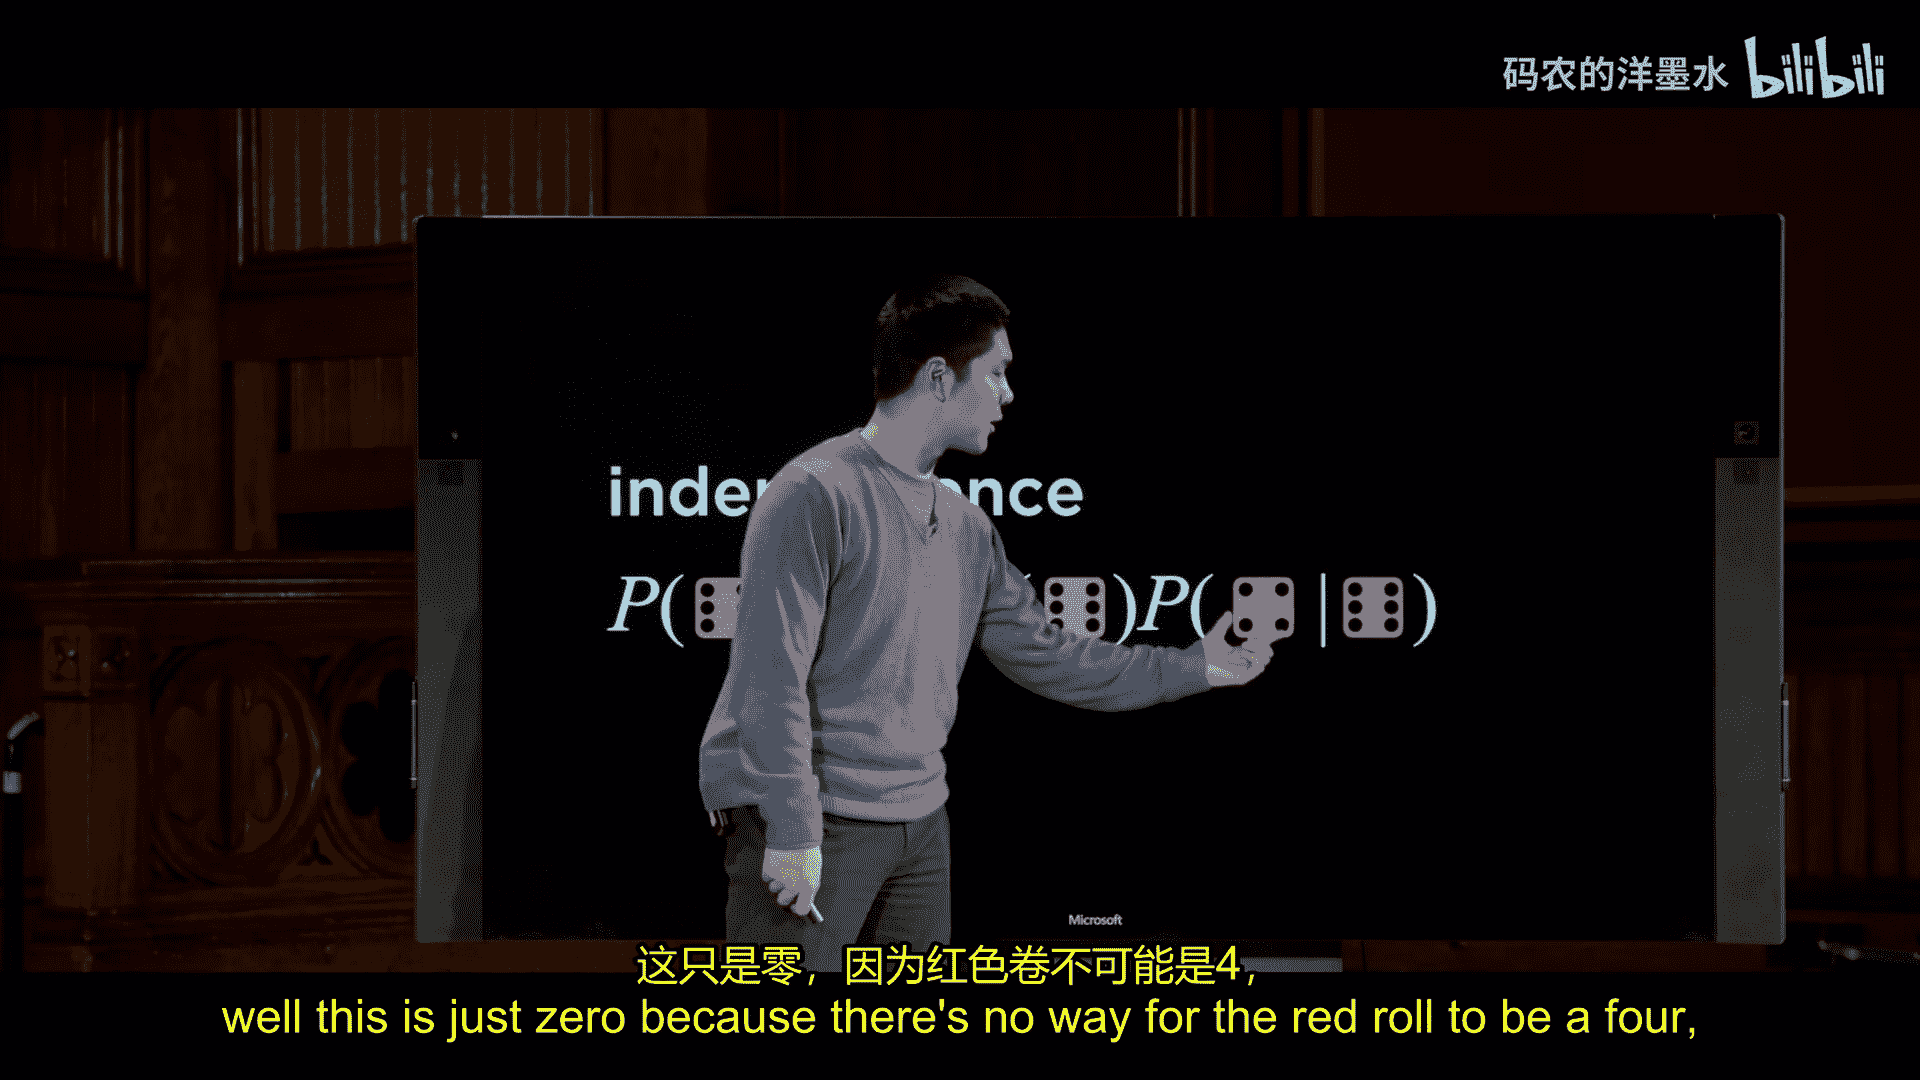 码农的洋墨水 bilibili
inde ence
P( )P( | )
Microsoft
这只是零，因为红色卷不可能是4，
well this is just zero because there's no way for the red roll to be a four,